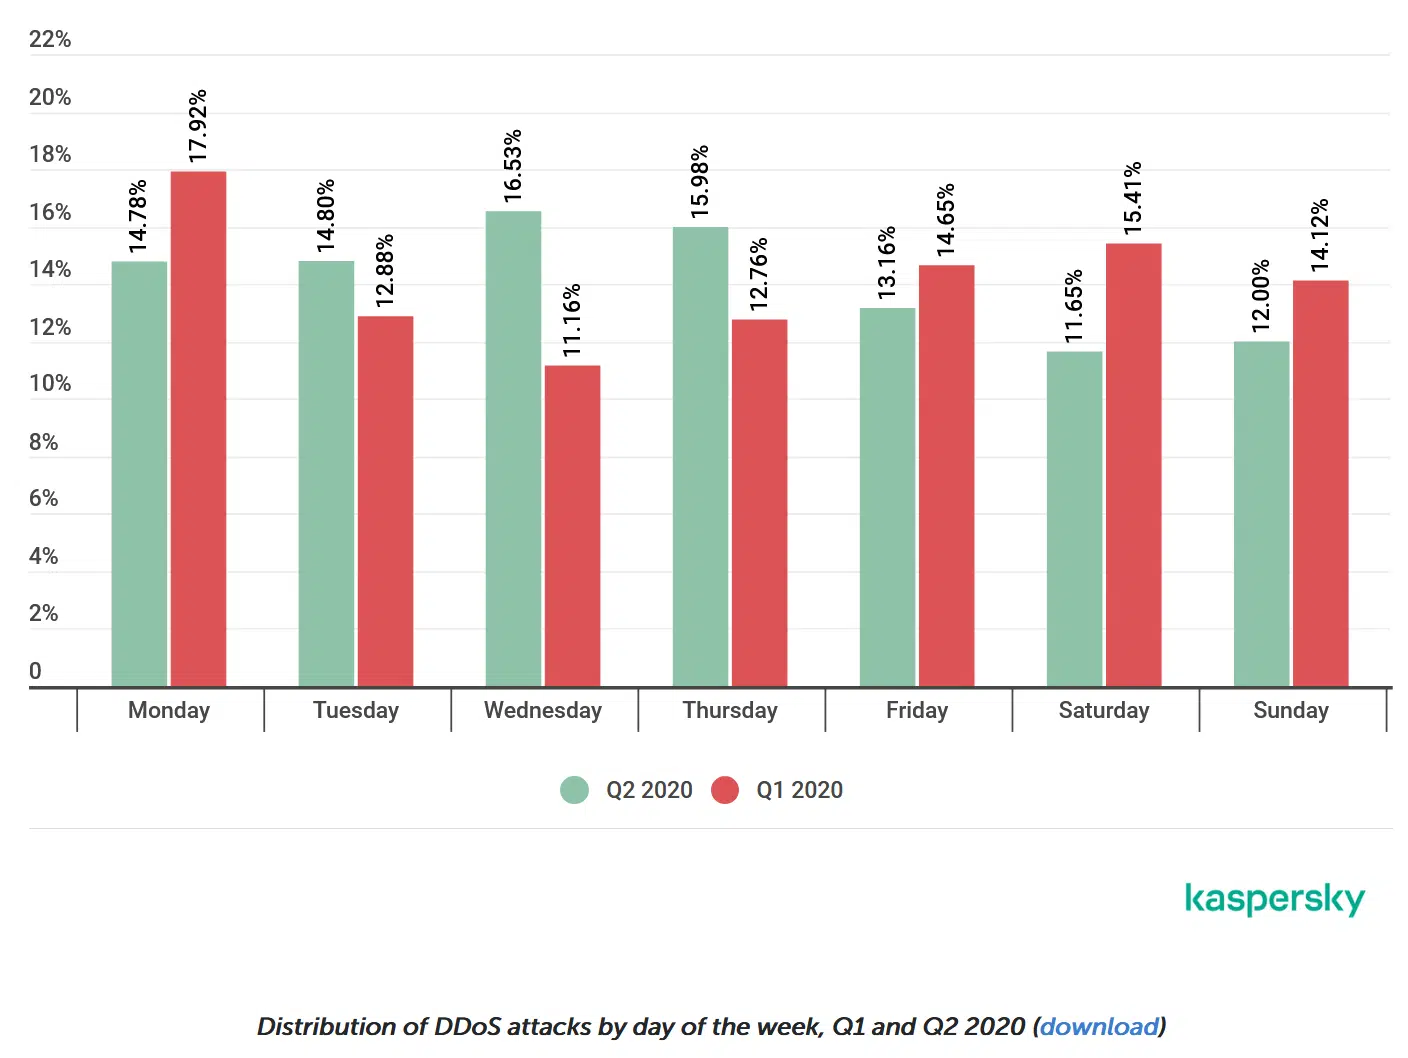 22%
20%
18%
16%
14%
12%
10%
8%
6%
4%
2%
0
14.78%
17.92%
14.80%
12.88%
16.53%
11.16%
15.98%
12.76%
13.16%
14.65%
11.65%
15.41%
12.00%
14.12%
Monday
Tuesday
Wednesday
Thursday
Friday
Saturday
Sunday
Q2 2020
Q1 2020
kaspersky
Distribution of DDoS attacks by day of the week, Q1 and Q2 2020 (download)